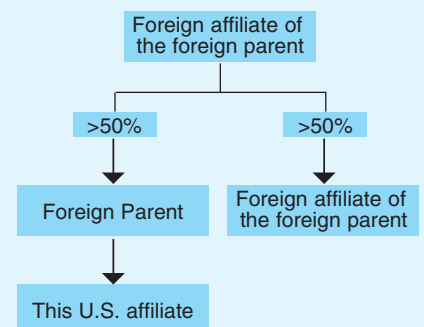 Foreign affiliate of
the foreign parent
>50%
>50%
Foreign Parent
Foreign affiliate of
the foreign parent
This U.S. affiliate